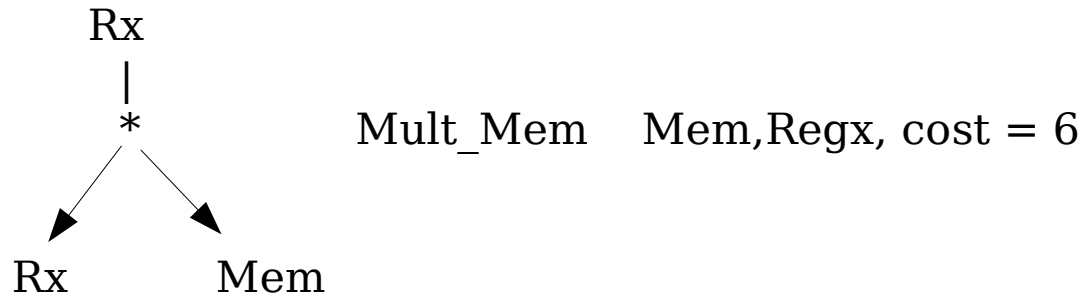 Rx
|
* Mult_Mem Mem,Regx, cost = 6
Rx Mem